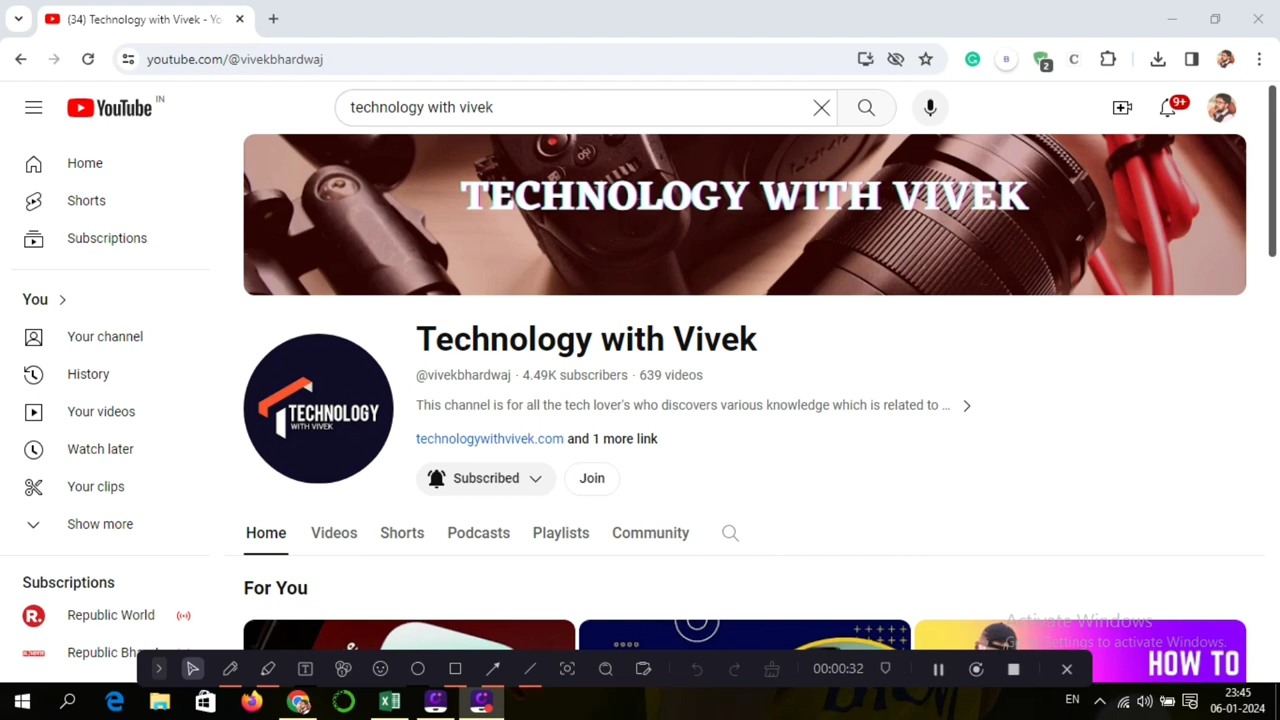 (34) Technology with Vivek - Yo
youtube.com/@vivekbhardwaj
2
YouTube IN
technology with vivek
9+
TECHNOLOGY WITH VIVEK
Home
Shorts
Subscriptions
You
Your channel
History
Your videos
Watch later
Your clips
Show more
Subscriptions
Republic World
Republic Bha
TECHNOLOGY
WITH VIVEK
Technology with Vivek
@vivekbhardwaj · 4.49K subscribers · 639 videos
This channel is for all the tech lover's who discovers various knowledge which is related to ...
technologywithvivek.com and 1 more link
Subscribed
Join
Home Videos Shorts Podcasts Playlists Community
For You
Activate Windows
Go to Settings to activate Windows.
HOW TO
00:00:32
EN
23:45
06-01-2024